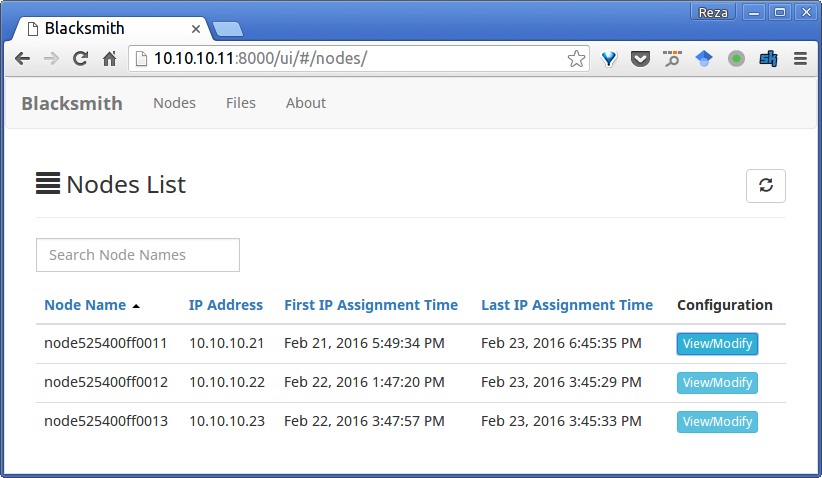 Reza
Blacksmith
10.10.10.11:8000/ui/#/nodes/
Blacksmith Nodes Files About
Nodes List
Search Node Names
Node Name IP Address First IP Assignment Time Last IP Assignment Time Configuration
node525400ff0011 10.10.10.21 Feb 21, 2016 5:49:34 PM Feb 23, 2016 6:45:35 PM View/Modify
node525400ff0012 10.10.10.22 Feb 22, 2016 1:47:20 PM Feb 23, 2016 3:45:29 PM View/Modify
node525400ff0013 10.10.10.23 Feb 22, 2016 3:47:57 PM Feb 23, 2016 3:45:33 PM View/Modify